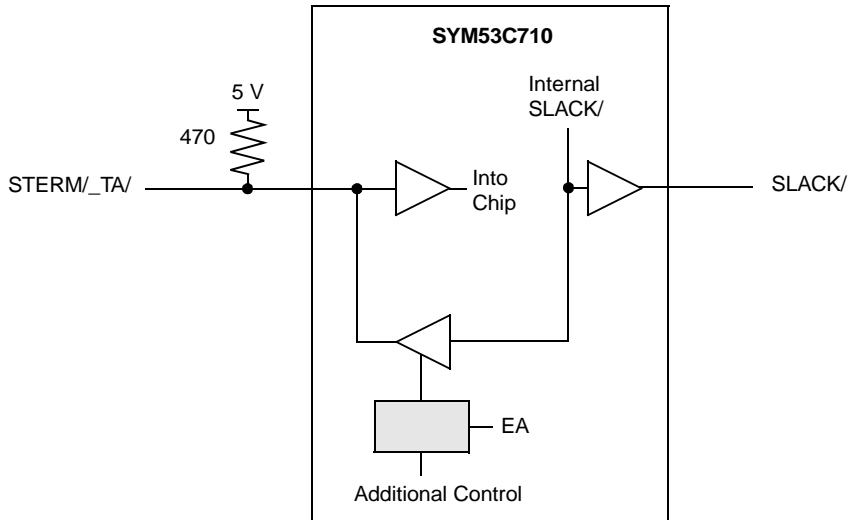 SYM53C710
5 V
Internal
SLACK/
470
STERM/_TA/
Into
Chip
SLACK/
EA
Additional Control